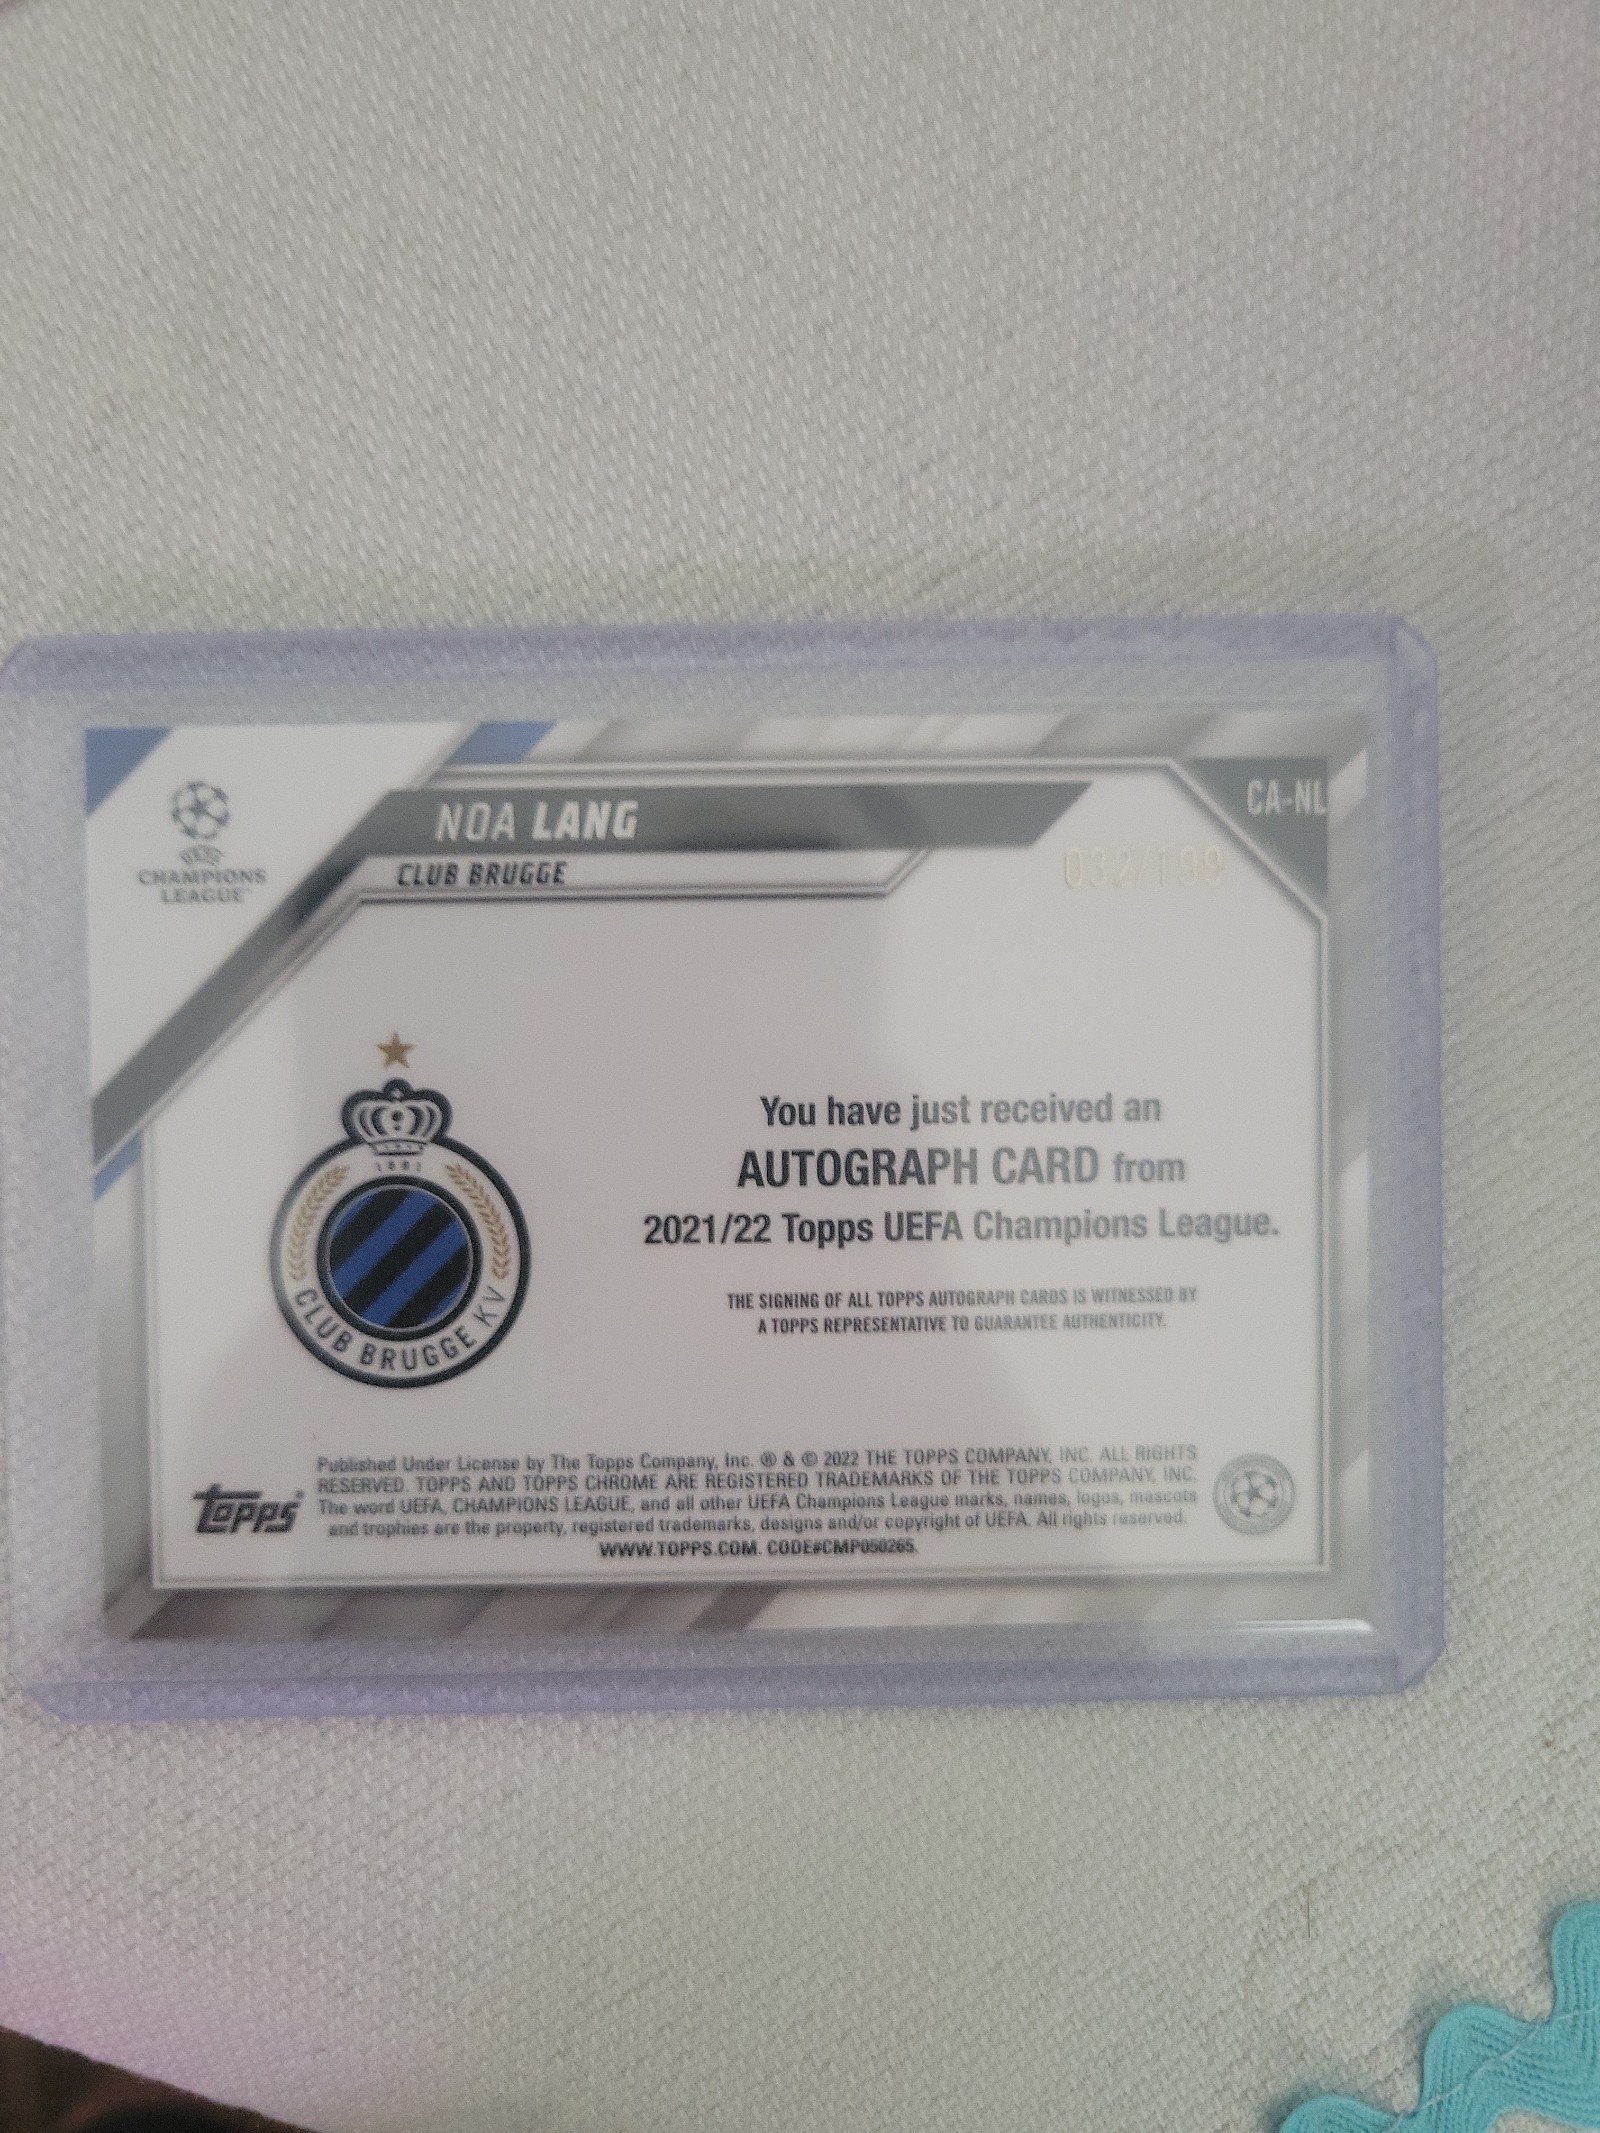 UEFA
CHAMPIONS
LEAGUE
NOA LANG
CLUB BRUGGE
CA-NL
1891
CLUB BRUGGE KV
You have just received an
AUTOGRAPH CARD from
2021/22 Topps UEFA Champions League.
THE SIGNING OF ALL TOPPS AUTOGRAPH CARDS IS WITNESSED BY
A TOPPS REPRESENTATIVE TO GUARANTEE AUTHENTICITY.
topps®
Published Under License by The Topps Company, Inc. ® & © 2022 THE TOPPS COMPANY, INC. ALL RIGHTS
RESERVED. TOPPS AND TOPPS CHROME ARE REGISTERED TRADEMARKS OF THE TOPPS COMPANY, INC.
The word UEFA, CHAMPIONS LEAGUE, and all other UEFA Champions League marks, names, logos, mascots
and trophies are the property, registered trademarks, designs and/or copyright of UEFA. All rights reserved.
WWW.TOPPS.COM. CODE#CMP050265